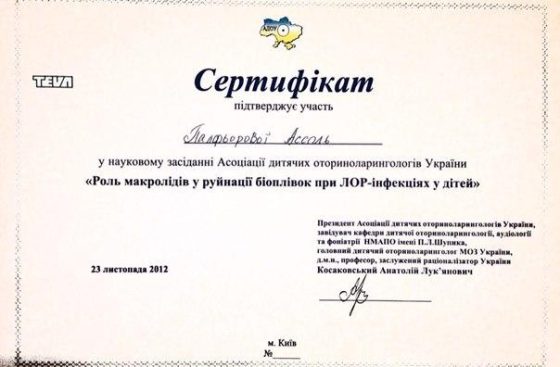 АДОУ
TEVA
Сертифікат
підтверджує участь
Палфьорової Ассоль
у науковому засіданні Асоціації дитячих оториноларингологів України
«Роль макролідів у руйнації біоплівок при ЛОР-інфекціях у дітей»
Президент Асоціації дитячих оториноларингологів України,
завідувач кафедри дитячої оториноларингології, аудіології
та фоніатрії НМАПО імені П.Л.Шупика,
головний дитячий оториноларинголог МОЗ України,
д.м.н., професор, заслужений раціоналізатор України
Косаковський Анатолій Лук’янович
23 листопада 2012
м. Київ
№